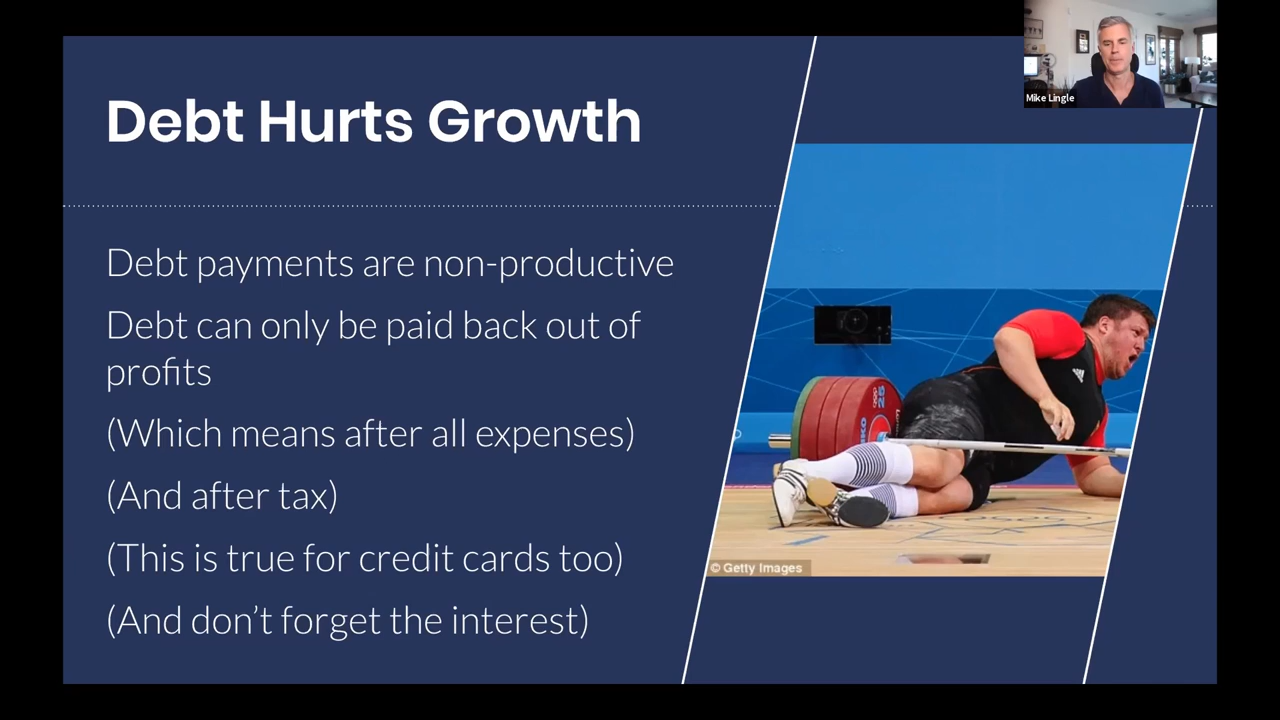 Mike Lingle
Debt Hurts Growth
Debt payments are non-productive
Debt can only be paid back out of
profits
(Which means after all expenses)
(And after tax)
(This is true for credit cards too)
(And don’t forget the interest)
25
© Getty Images